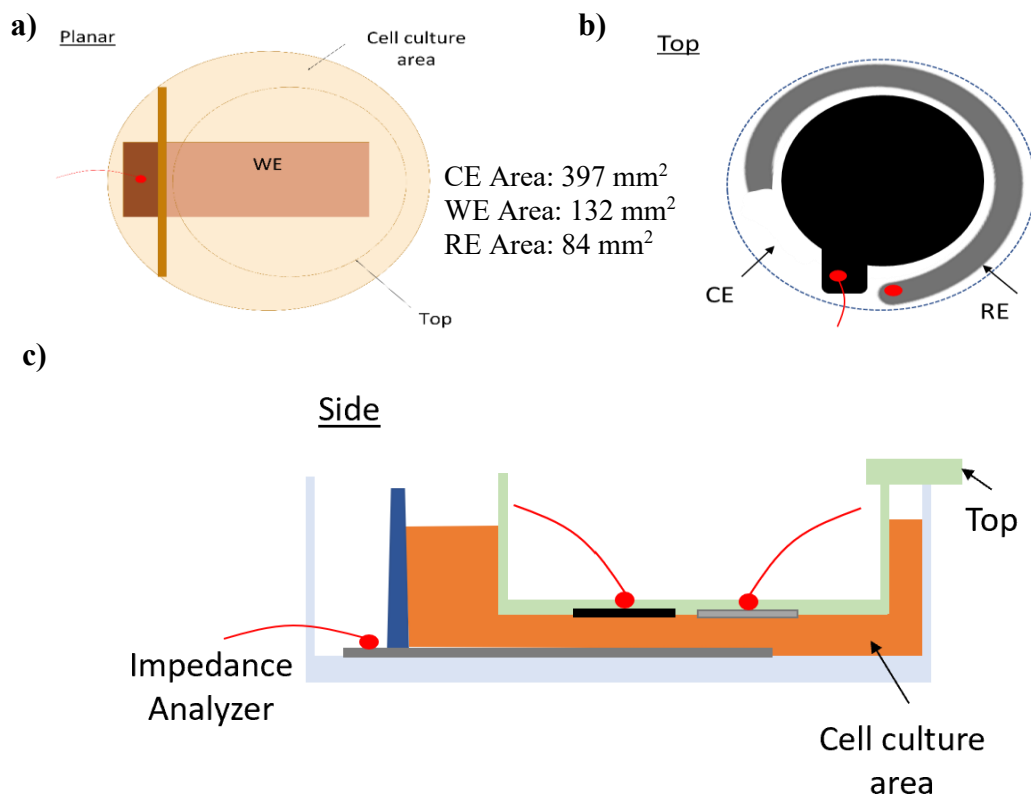 a)
Planar
Cell culture
area
WE
Top
CE Area: 397 mm²
WE Area: 132 mm²
RE Area: 84 mm²
b)
Top
CE
RE
c)
Side
Top
Impedance
Analyzer
Cell culture
area